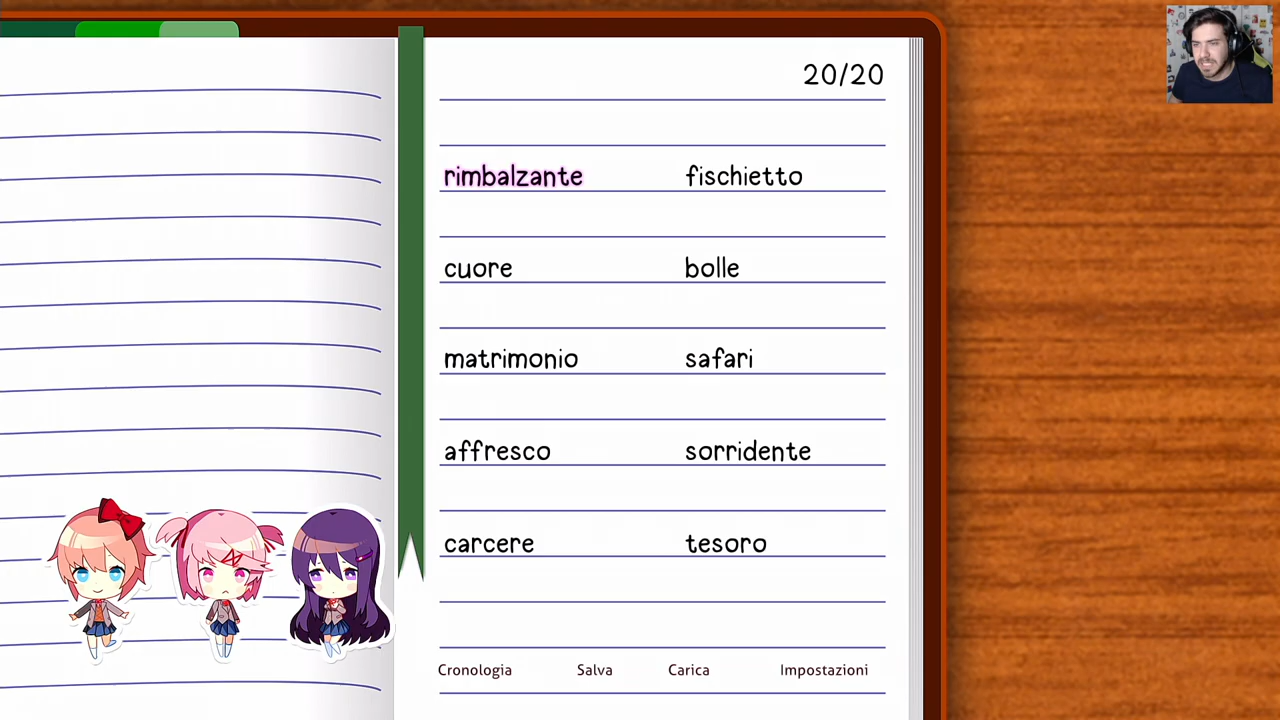 20/20
rimbalzante fischietto
cuore bolle
matrimonio safari
affresco sorridente
carcere tesoro
Cronologia Salva Carica Impostazioni